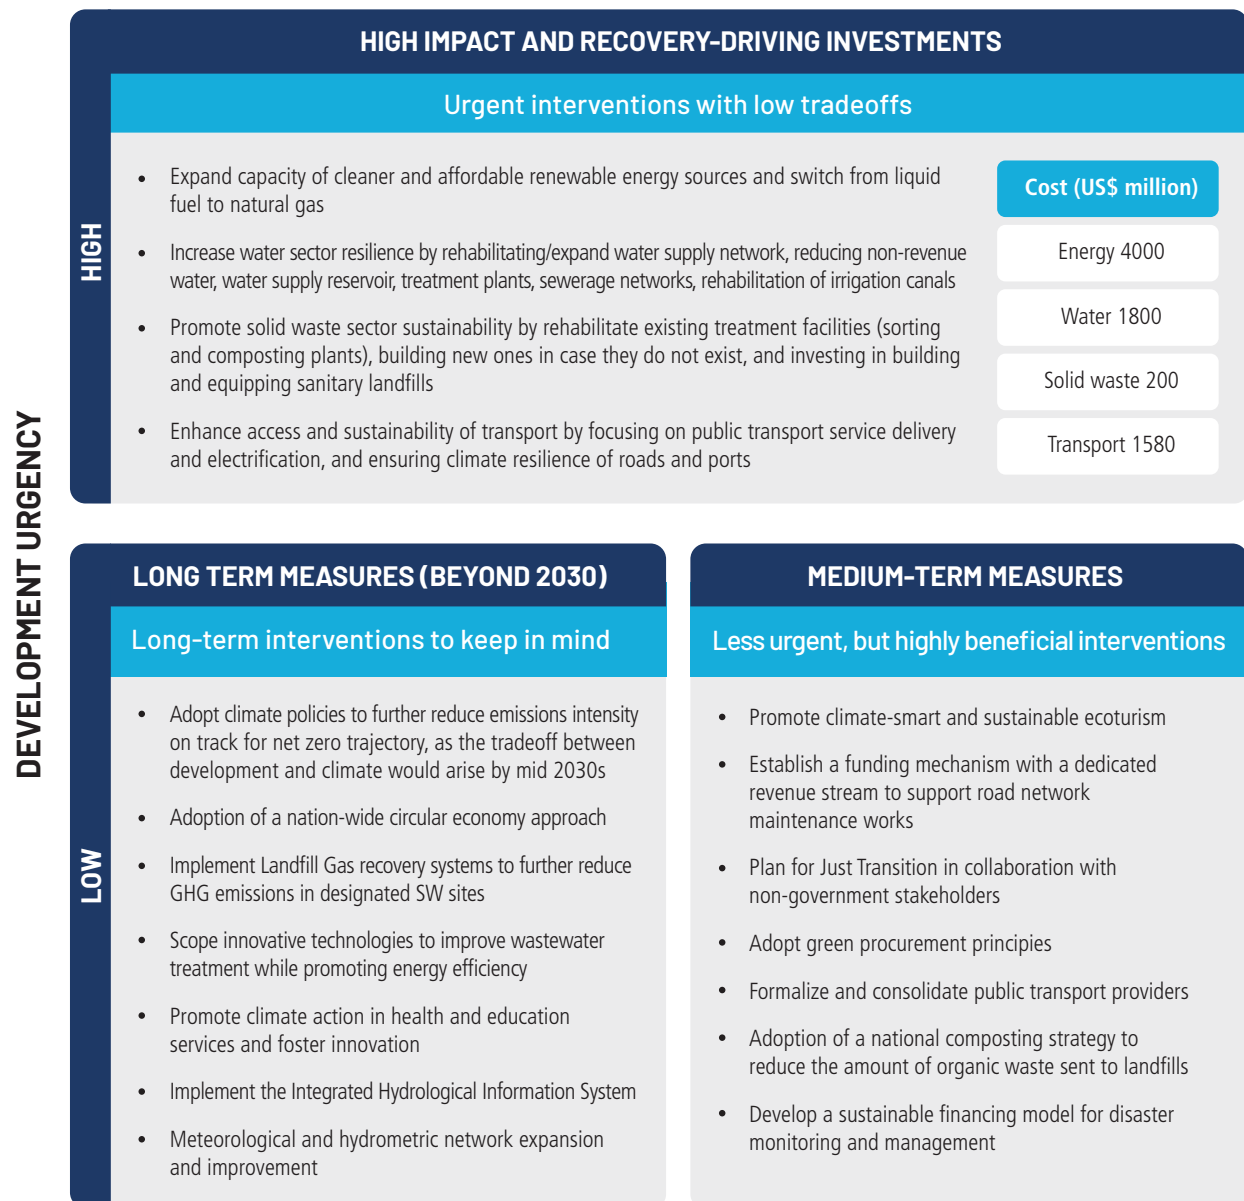 DEVELOPMENT URGENCY
HIGH IMPACT AND RECOVERY-DRIVING INVESTMENTS
Urgent interventions with low tradeoffs
HIGH
• Expand capacity of cleaner and affordable renewable energy sources and switch from liquid
fuel to natural gas
• Increase water sector resilience by rehabilitating/expand water supply network, reducing non-revenue
water, water supply reservoir, treatment plants, sewerage networks, rehabilitation of irrigation canals
• Promote solid waste sector sustainability by rehabilitate existing treatment facilities (sorting
and composting plants), building new ones in case they do not exist, and investing in building
and equipping sanitary landfills
• Enhance access and sustainability of transport by focusing on public transport service delivery
and electrification, and ensuring climate resilience of roads and ports
Cost (US$ million)
Energy 4000
Water 1800
Solid waste 200
Transport 1580
LOW
LONG TERM MEASURES (BEYOND 2030)
Long-term interventions to keep in mind
• Adopt climate policies to further reduce emissions intensity
on track for net zero trajectory, as the tradeoff between
development and climate would arise by mid 2030s
• Adoption of a nation-wide circular economy approach
• Implement Landfill Gas recovery systems to further reduce
GHG emissions in designated SW sites
• Scope innovative technologies to improve wastewater
treatment while promoting energy efficiency
• Promote climate action in health and education
services and foster innovation
• Implement the Integrated Hydrological Information System
• Meteorological and hydrometric network expansion
and improvement
MEDIUM-TERM MEASURES
Less urgent, but highly beneficial interventions
• Promote climate-smart and sustainable ecoturism
• Establish a funding mechanism with a dedicated
revenue stream to support road network
maintenance works
• Plan for Just Transition in collaboration with
non-government stakeholders
• Adopt green procurement principies
• Formalize and consolidate public transport providers
• Adoption of a national composting strategy to
reduce the amount of organic waste sent to landfills
• Develop a sustainable financing model for disaster
monitoring and management